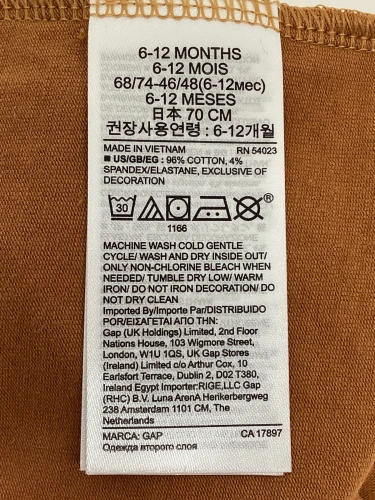 6-12 MONTHS
6-12 MOIS
68/74-46/48(6-12мес)
6-12 MESES
日本 70 CM
권장사용연령 : 6-12개월
MADE IN VIETNAM RN 54023
■ US/GB/EG : 96% COTTON, 4%
SPANDEX/ELASTANE, EXCLUSIVE OF
DECORATION
30
®
1166
MACHINE WASH COLD GENTLE
CYCLE/ WASH AND DRY INSIDE OUT/
ONLY NON-CHLORINE BLEACH WHEN
NEEDED/ TUMBLE DRY LOW/ WARM
IRON/ DO NOT IRON DECORATION/ DO
NOT DRY CLEAN
Imported By/Importe Par/DISTRIBUIDO
POR/ΕΙΣΑΓΕΤΑΙ ΑΠΟ ΤΗΝ:
Gap (UK Holdings) Limited, 2nd Floor
Nations House, 103 Wigmore Street,
London, W1U 1QS, UK Gap Stores
(Ireland) Limited c/o Arthur Cox, 10
Earlsfort Terrace, Dublin 2, D02 T380,
Ireland Egypt Importer:RIGE,LLC Gap
(RHC) B.V. Luna ArenA Herikerbergweg
238 Amsterdam 1101 CM, The
Netherlands
MARCA: GAP CA 17897
Одежда второго слоя